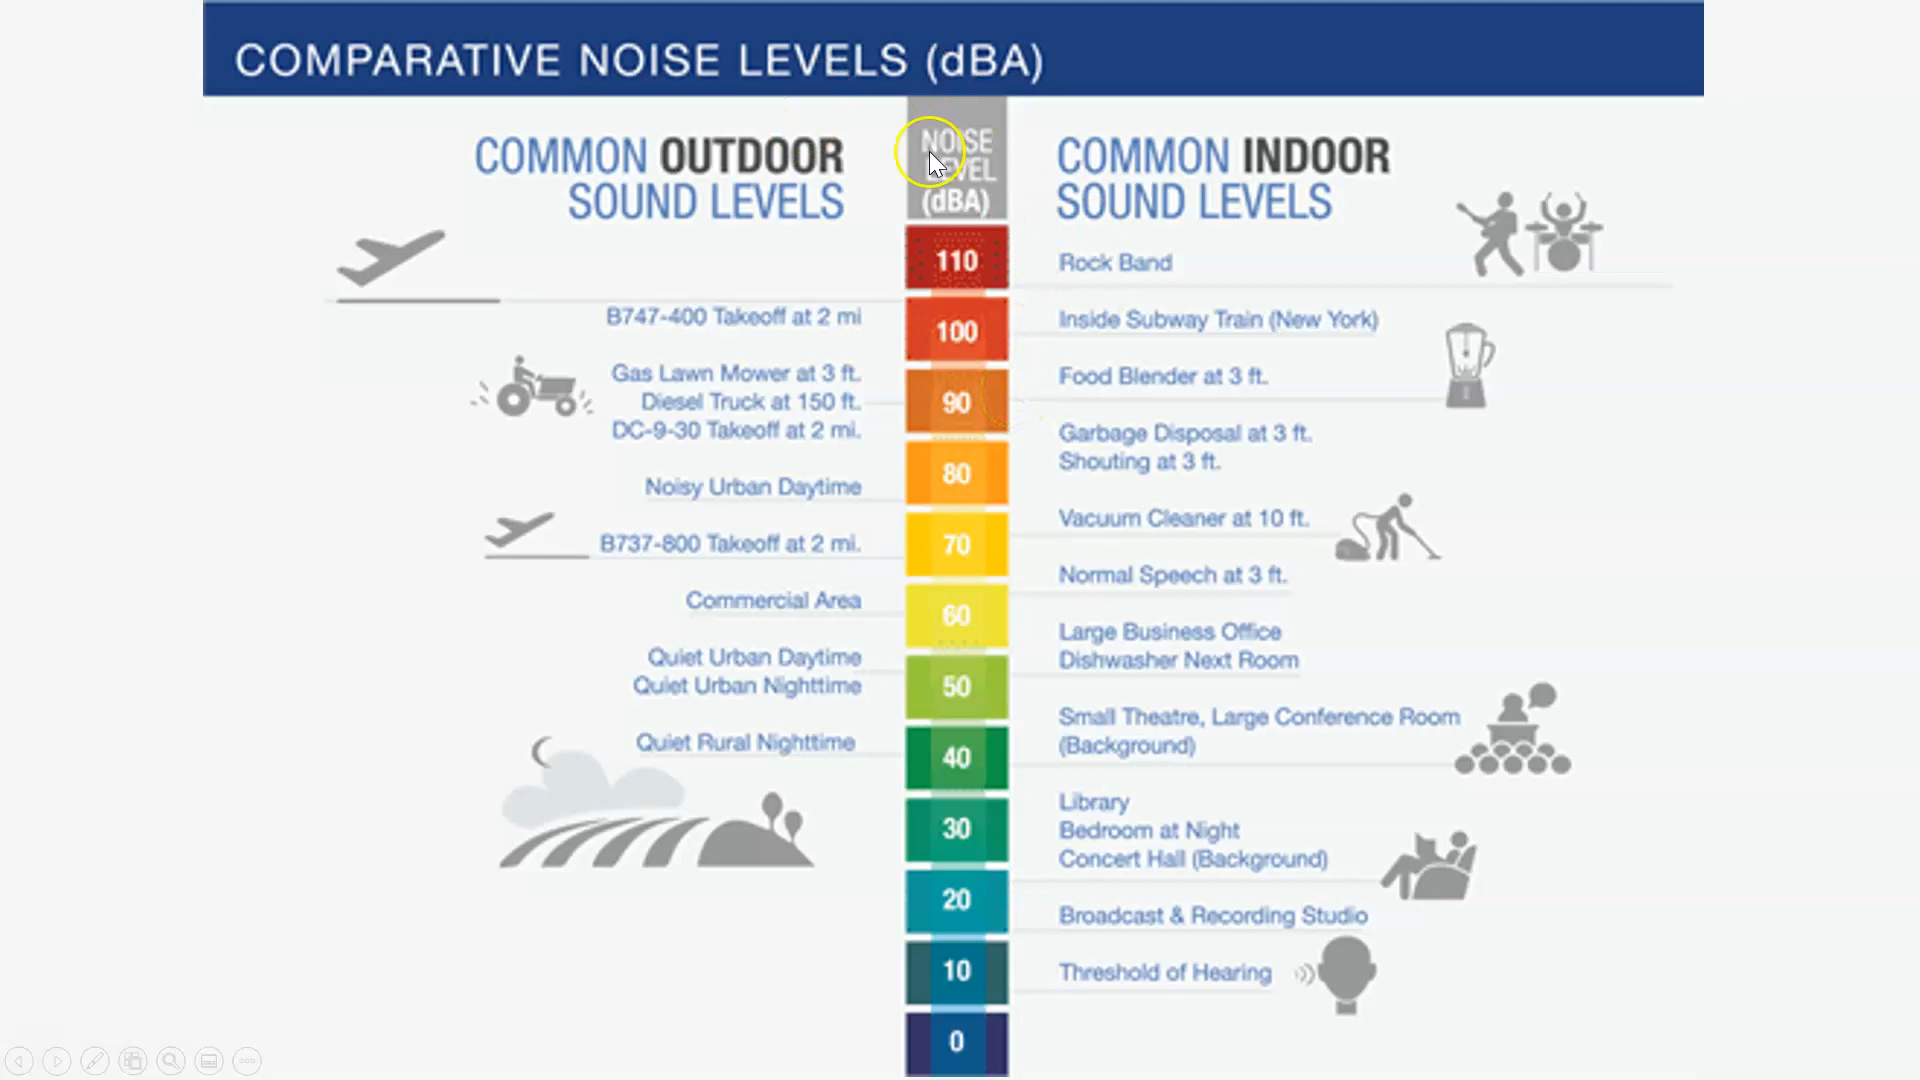 COMPARATIVE NOISE LEVELS (dBA)
COMMON OUTDOOR
SOUND LEVELS
NOISE
LEVEL
(dBA)
COMMON INDOOR
SOUND LEVELS
110
Rock Band
B747-400 Takeoff at 2 mi
100
Inside Subway Train (New York)
Gas Lawn Mower at 3 ft.
Diesel Truck at 150 ft.
DC-9-30 Takeoff at 2 mi.
90
Food Blender at 3 ft.
Garbage Disposal at 3 ft.
Shouting at 3 ft.
Noisy Urban Daytime
80
Vacuum Cleaner at 10 ft.
B737-800 Takeoff at 2 mi.
70
Normal Speech at 3 ft.
Commercial Area
60
Large Business Office
Dishwasher Next Room
Quiet Urban Daytime
Quiet Urban Nighttime
50
Small Theatre, Large Conference Room
(Background)
Quiet Rural Nighttime
40
Library
Bedroom at Night
Concert Hall (Background)
30
20
Broadcast & Recording Studio
10
Threshold of Hearing
0